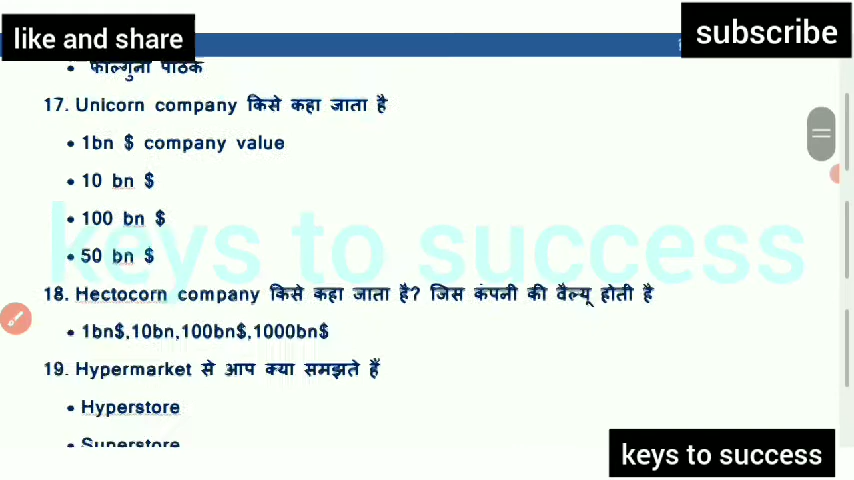 like and share
subscribe
फाल्गुनी पाठक
17. Unicorn company किसे कहा जाता है
• 1bn $ company value
• 10 bn $
• 100 bn $
• 50 bn $
keys to success
18. Hectocorn company किसे कहा जाता है? जिस कंपनी की वैल्यू होती है
• 1bn$,10bn,100bn$,1000bn$
19. Hypermarket से आप क्या समझते हैं
• Hyperstore
• Superstore
keys to success